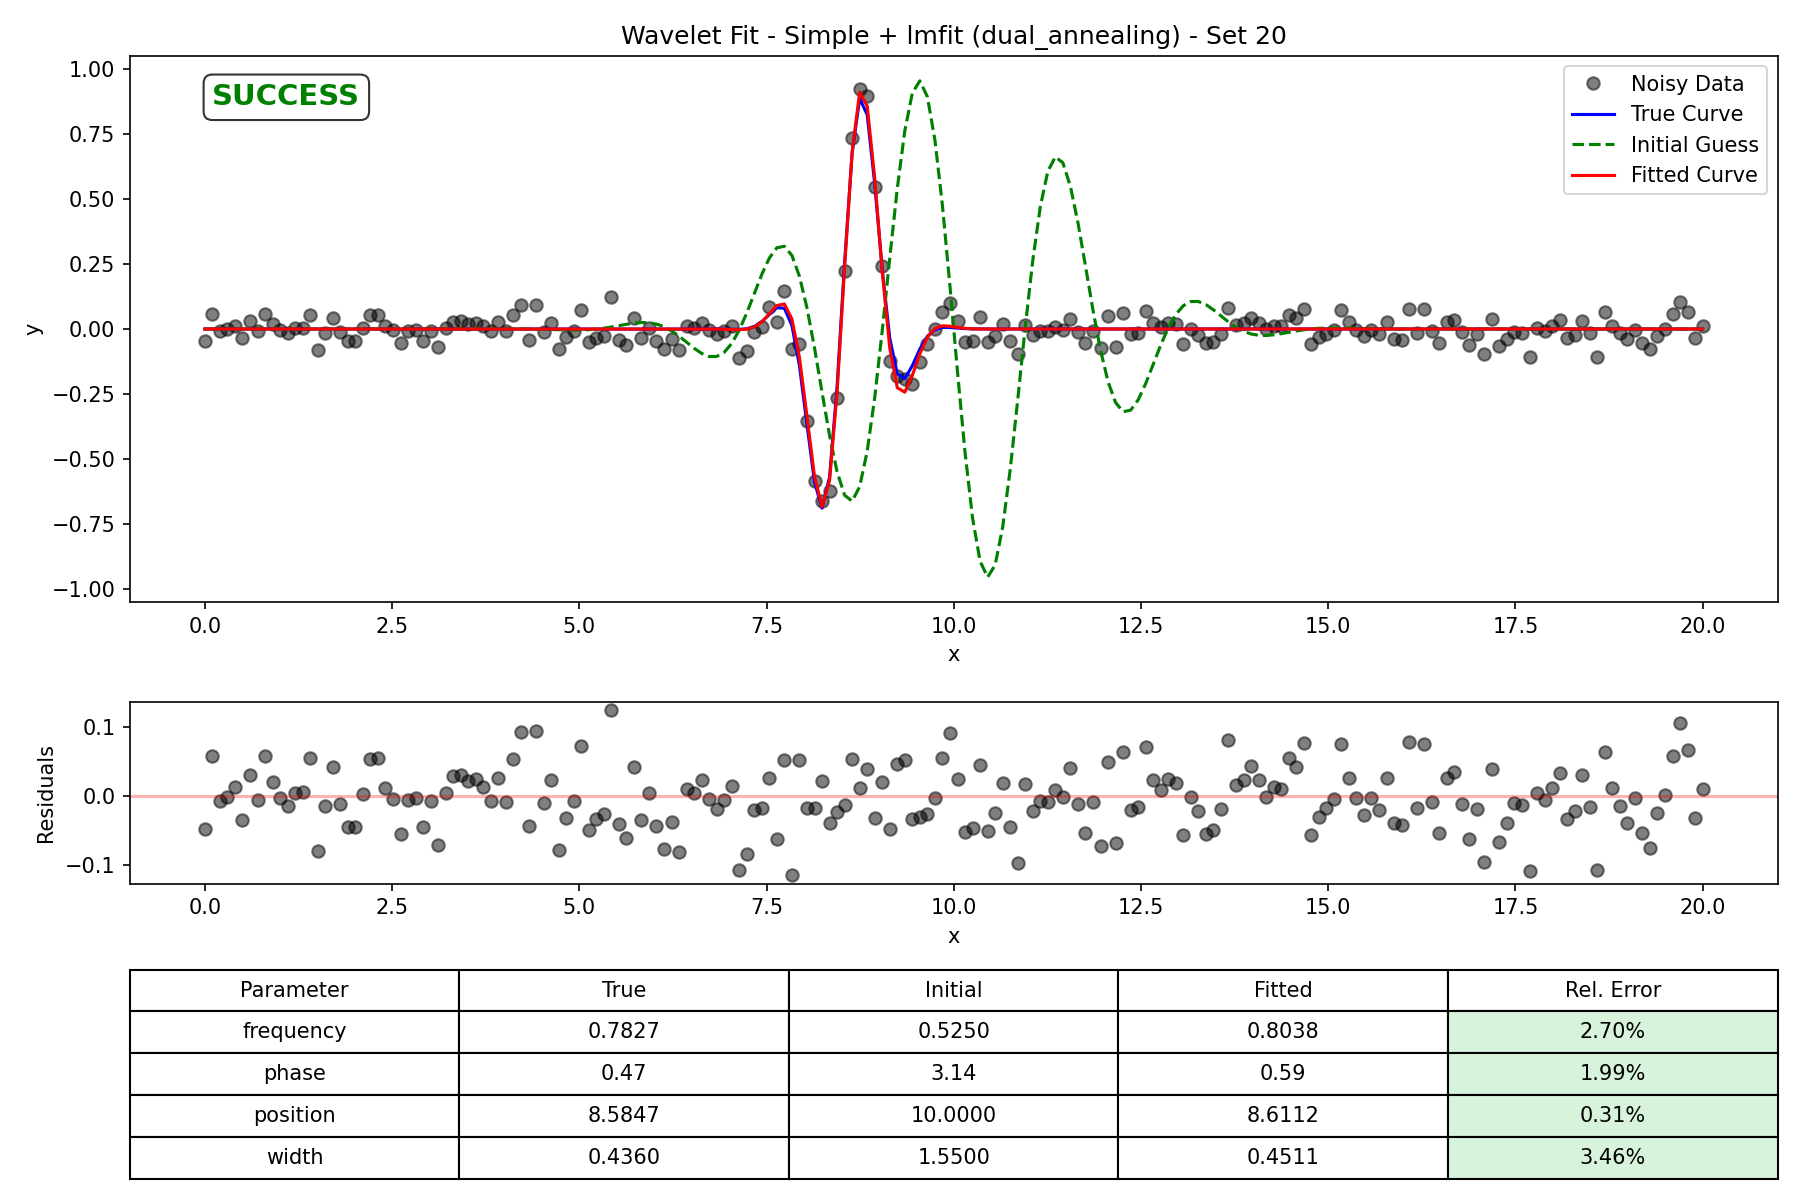 Wavelet Fit - Simple + lmfit (dual_annealing) - Set 20
SUCCESS
Noisy Data
True Curve
Initial Guess
Fitted Curve
1.00
0.75
0.50
0.25
0.00
−0.25
−0.50
−0.75
−1.00
y
0.0 2.5 5.0 7.5 10.0 12.5 15.0 17.5 20.0
x
0.1
0.0
−0.1
Residuals
0.0 2.5 5.0 7.5 10.0 12.5 15.0 17.5 20.0
x
Parameter True Initial Fitted Rel. Error
frequency 0.7827 0.5250 0.8038 2.70%
phase 0.47 3.14 0.59 1.99%
position 8.5847 10.0000 8.6112 0.31%
width 0.4360 1.5500 0.4511 3.46%